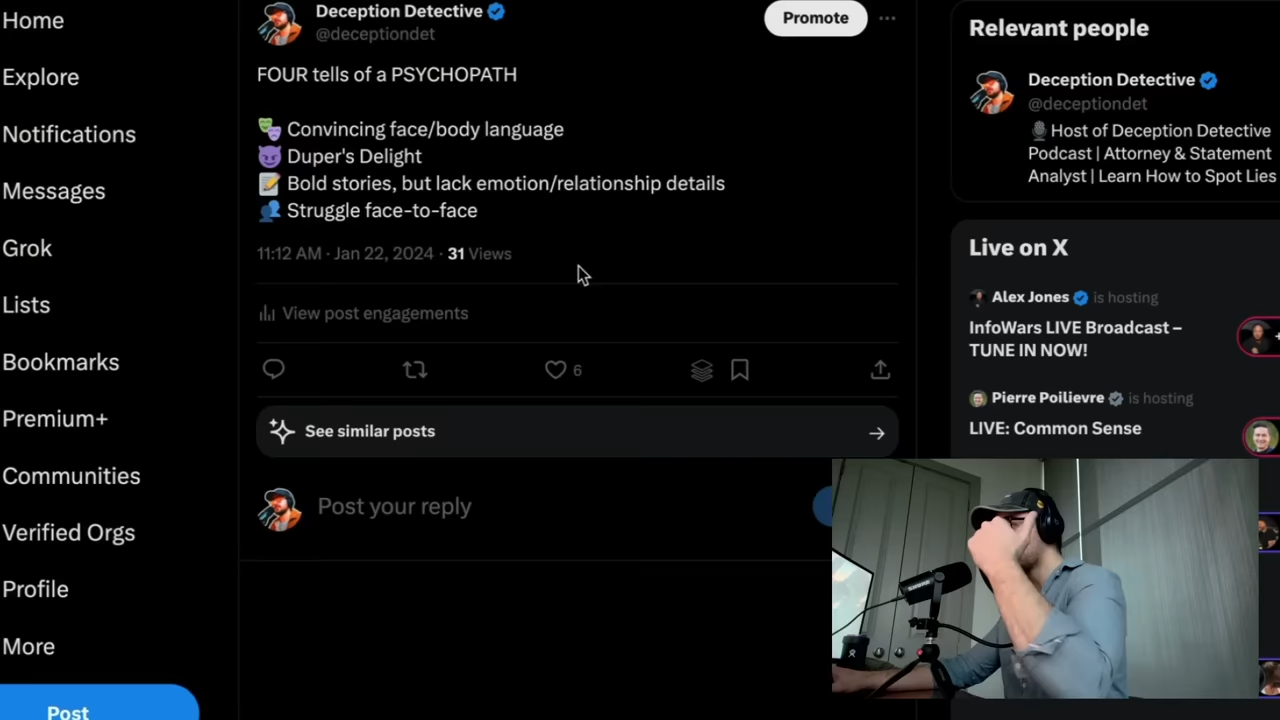 Home
Explore
Notifications
Messages
Grok
Lists
Bookmarks
Premium+
Communities
Verified Orgs
Profile
More
Post
Deception Detective
@deceptiondet
Promote
FOUR tells of a PSYCHOPATH
Convincing face/body language
Duper's Delight
Bold stories, but lack emotion/relationship details
Struggle face-to-face
11:12 AM · Jan 22, 2024 · 31 Views
View post engagements
6
See similar posts
Post your reply
Relevant people
Deception Detective
@deceptiondet
Host of Deception Detective
Podcast | Attorney & Statement
Analyst | Learn How to Spot Lies
Live on X
Alex Jones is hosting
InfoWars LIVE Broadcast –
TUNE IN NOW!
Pierre Poilievre is hosting
LIVE: Common Sense